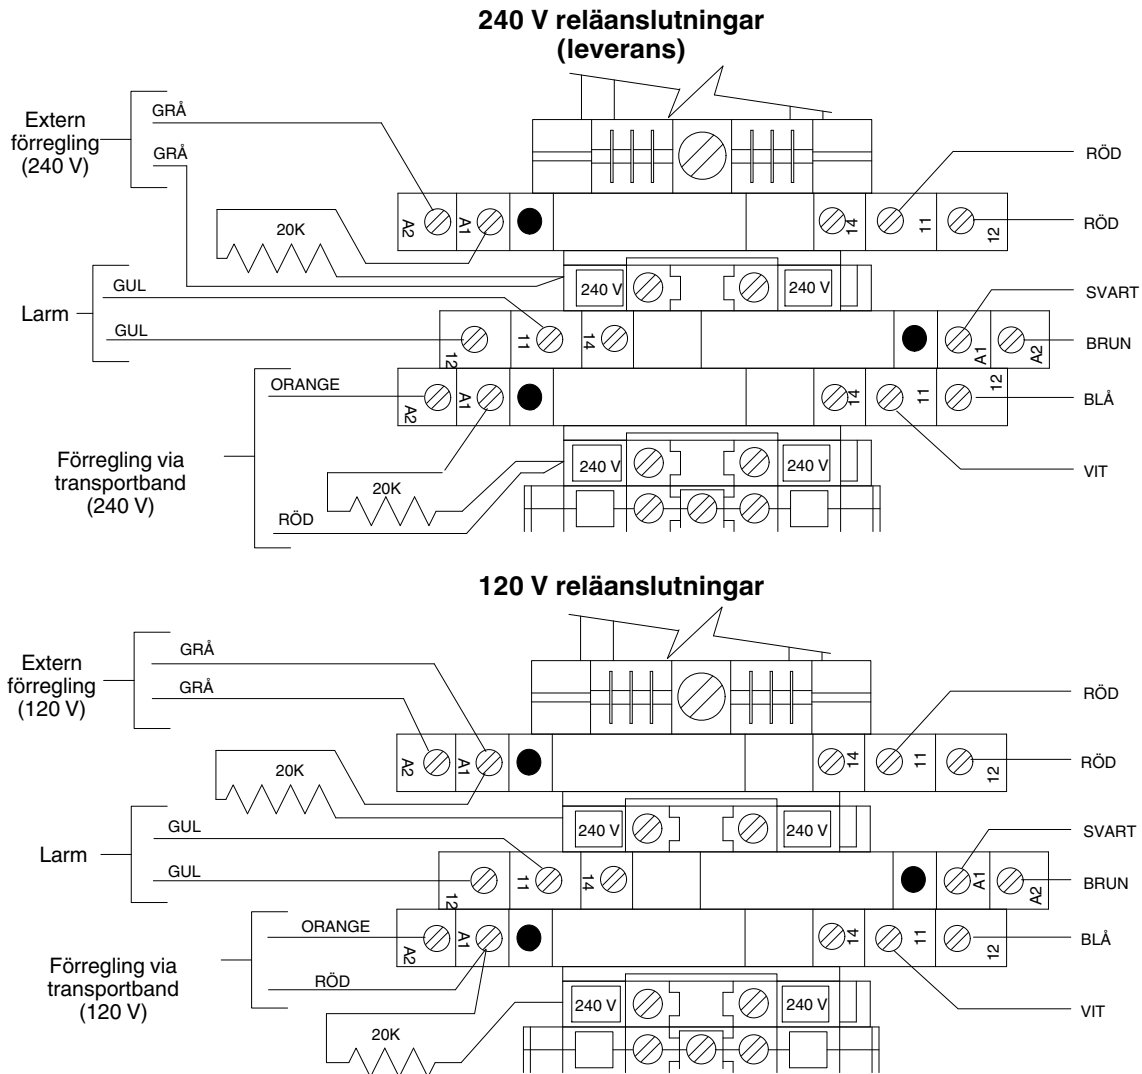 240 V reläanslutningar
(leverans)
Extern
förregling
(240 V)
GRÅ
GRÅ
RÖD
A2
A1
14
11
12
RÖD
20K
240 V
240 V
Larm
GUL
GUL
SVART
12
11
14
A1
A2
BRUN
ORANGE
A2
A1
14
11
12
BLÅ
Förregling via
transportband
(240 V)
240 V
240 V
VIT
20K
RÖD
120 V reläanslutningar
Extern
förregling
(120 V)
GRÅ
GRÅ
RÖD
A2
A1
14
11
12
RÖD
20K
240 V
240 V
Larm
GUL
GUL
SVART
12
11
14
A1
A2
BRUN
ORANGE
A2
A1
14
11
12
BLÅ
Förregling via
transportband
(120 V)
RÖD
240 V
240 V
VIT
20K